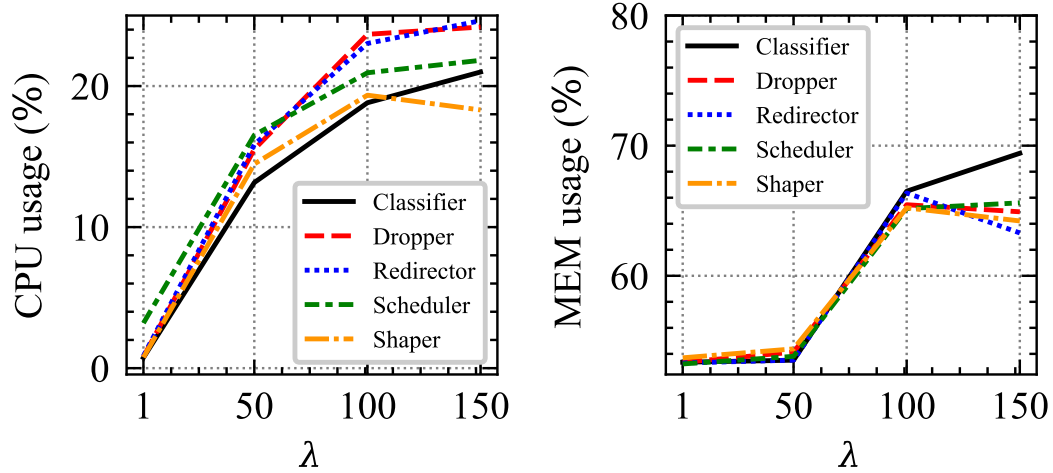 CPU usage (%)
20
10
0
1 50 100 150
λ
Classifier
Dropper
Redirector
Scheduler
Shaper
MEM usage (%)
80
70
60
1 50 100 150
λ
Classifier
Dropper
Redirector
Scheduler
Shaper